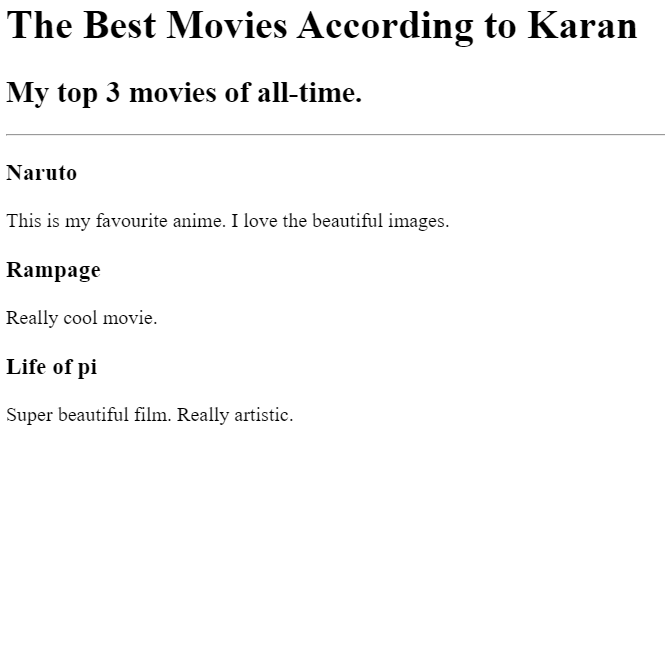 The Best Movies According to Karan
My top 3 movies of all-time.
Naruto
This is my favourite anime. I love the beautiful images.
Rampage
Really cool movie.
Life of pi
Super beautiful film. Really artistic.